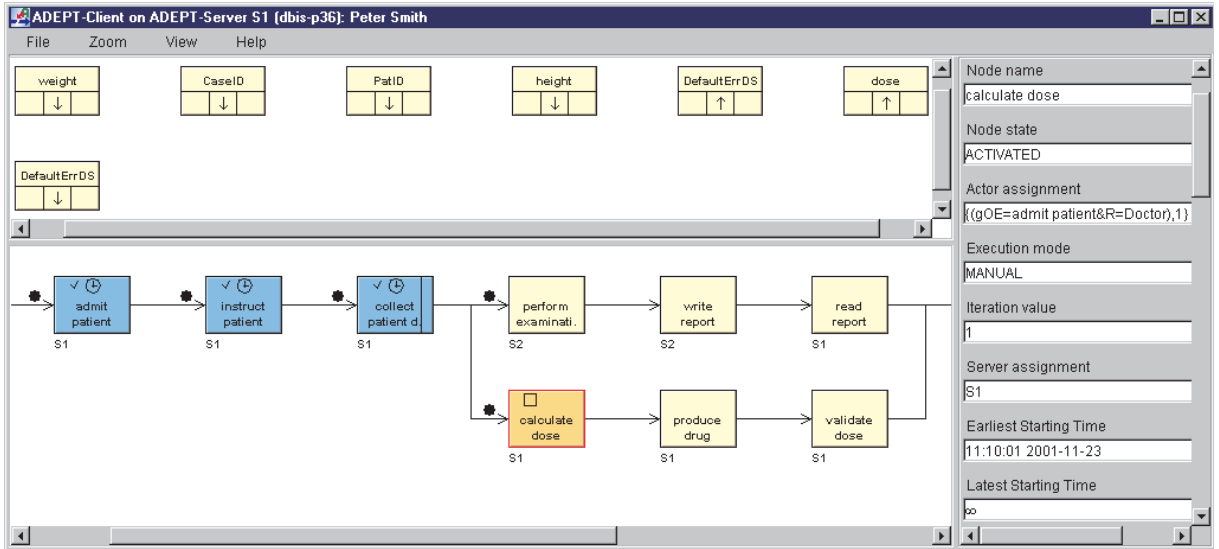 ADEPT-Client on ADEPT-Server S1 (dbis-p36): Peter Smith
File Zoom View Help
weight CaseID PatID height DefaultErrDS dose
DefaultErrDS
admit
patient
S1
instruct
patient
S1
collect
patient d.
S1
perform
examinati.
S2
write
report
S2
read
report
S1
calculate
dose
S1
produce
drug
S1
validate
dose
S1
Node name
calculate dose
Node state
ACTIVATED
Actor assignment
{(gOE=admit patient&R=Doctor),1}
Execution mode
MANUAL
Iteration value
1
Server assignment
S1
Earliest Starting Time
11:10:01 2001-11-23
Latest Starting Time
∞